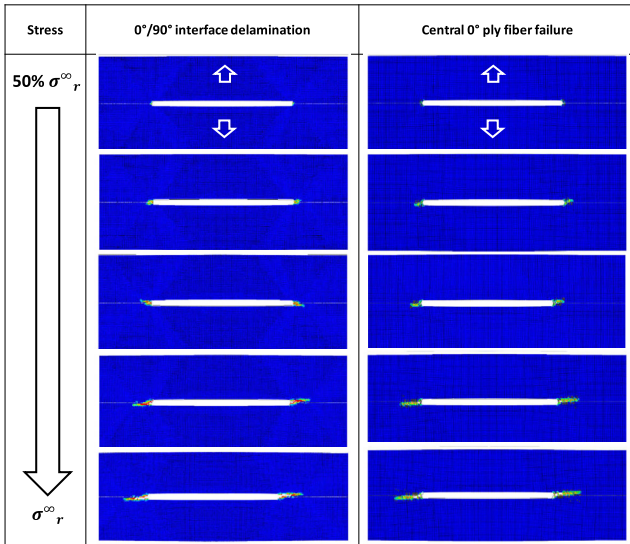 Stress
0°/90° interface delamination
Central 0° ply fiber failure
50% σ∞r
σ∞r